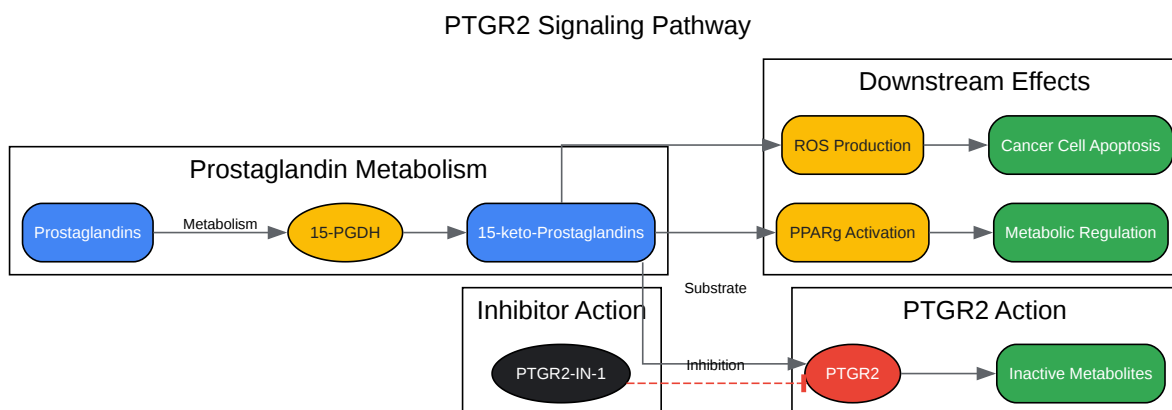 PTGR2 Signaling Pathway
Downstream Effects
ROS Production
Cancer Cell Apoptosis
Prostaglandin Metabolism
Prostaglandins
Metabolism
15-PGDH
15-keto-Prostaglandins
PPARg Activation
Metabolic Regulation
Substrate
Inhibitor Action
PTGR2-IN-1
Inhibition
PTGR2 Action
PTGR2
Inactive Metabolites